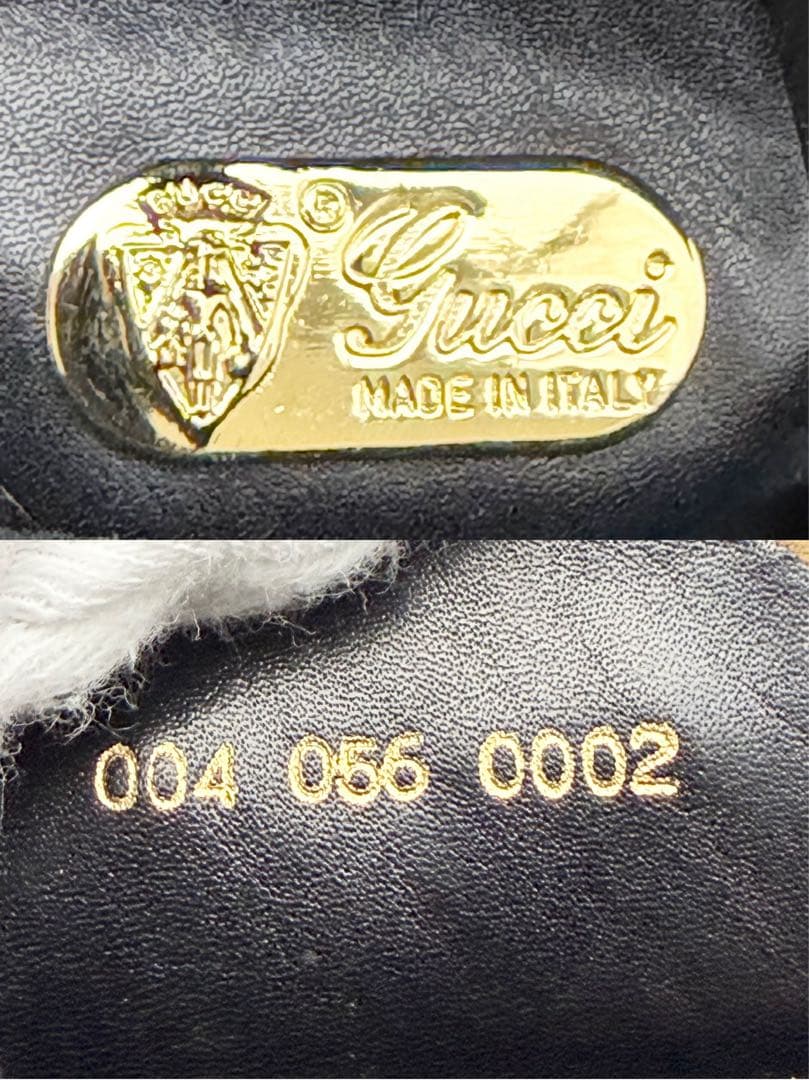 GUCCI
G
Gucci
MADE IN ITALY
004 056 0002